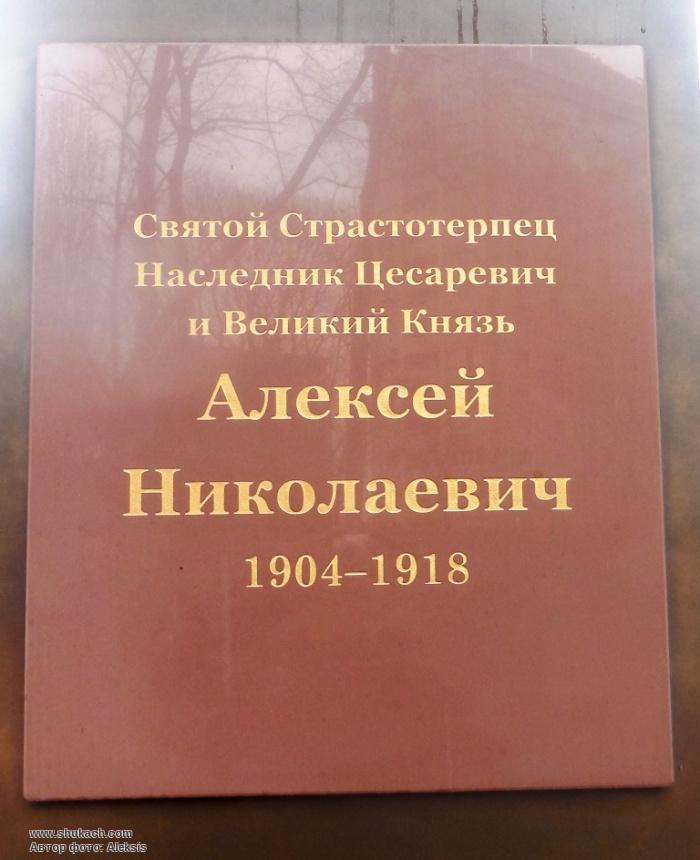 Святой Страстотерпец
Наследник Цесаревич
и Великий Князь
Алексей
Николаевич
1904–1918
www.shukach.com
Автор фото: Aleksis